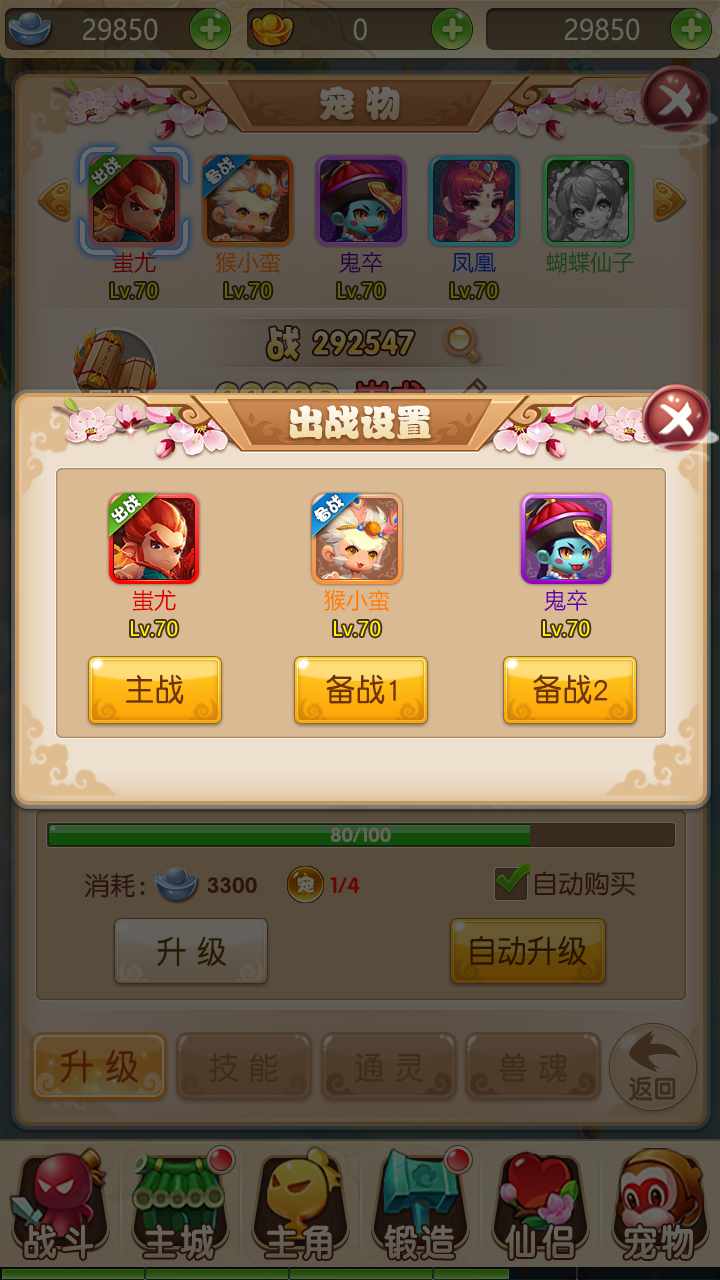 29850 0 29850
宠物
出战 备战
蚩尤 猴小蛮 鬼卒 凤凰 蝴蝶仙子
Lv.70 Lv.70 Lv.70 Lv.70
战 292547
出战设置
出战 备战
蚩尤 猴小蛮 鬼卒
Lv.70 Lv.70 Lv.70
主战 备战1 备战2
80/100
消耗: 3300 宠 1/4 自动购买
升级 自动升级
升级 技能 通灵 兽魂 返回
战斗 主城 主角 锻造 仙侣 宠物